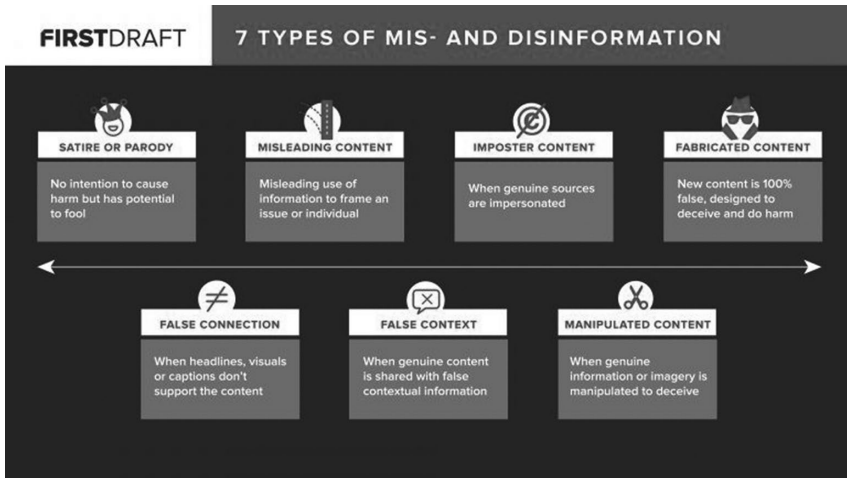 FIRSTDRAFT
7 TYPES OF MIS- AND DISINFORMATION
SATIRE OR PARODY
No intention to cause
harm but has potential
to fool
MISLEADING CONTENT
Misleading use of
information to frame an
issue or individual
IMPOSTER CONTENT
When genuine sources
are impersonated
FABRICATED CONTENT
New content is 100%
false, designed to
deceive and do harm
FALSE CONNECTION
When headlines, visuals
or captions don’t
support the content
FALSE CONTEXT
When genuine content
is shared with false
contextual information
MANIPULATED CONTENT
When genuine
information or imagery is
manipulated to deceive